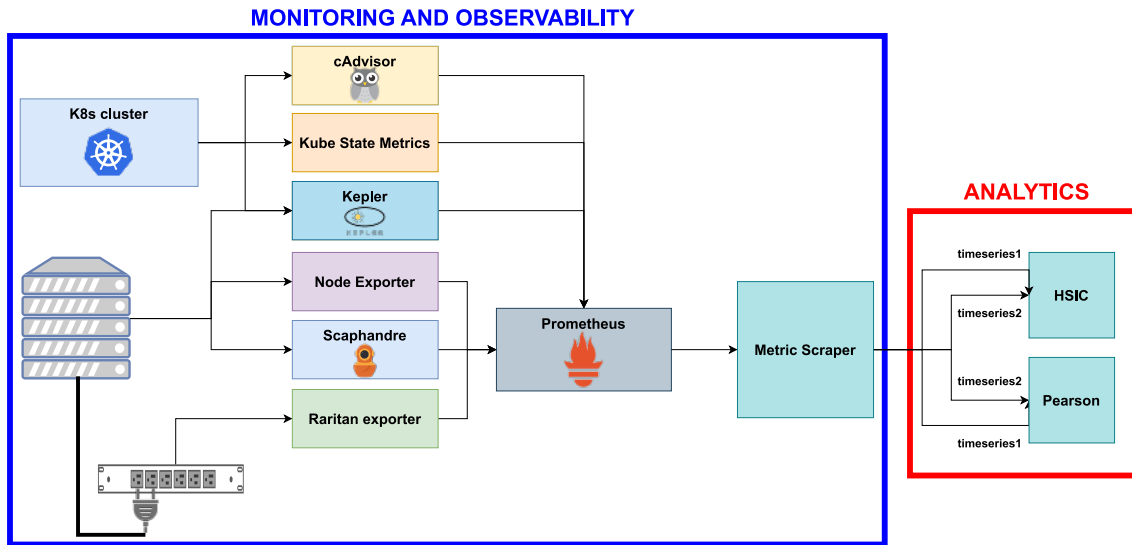 MONITORING AND OBSERVABILITY
cAdvisor
K8s cluster
Kube State Metrics
Kepler
KEPLER
ANALYTICS
timeseries1
Node Exporter
HSIC
timeseries2
Prometheus
Scaphandre
Metric Scraper
timeseries2
Pearson
Raritan exporter
timeseries1